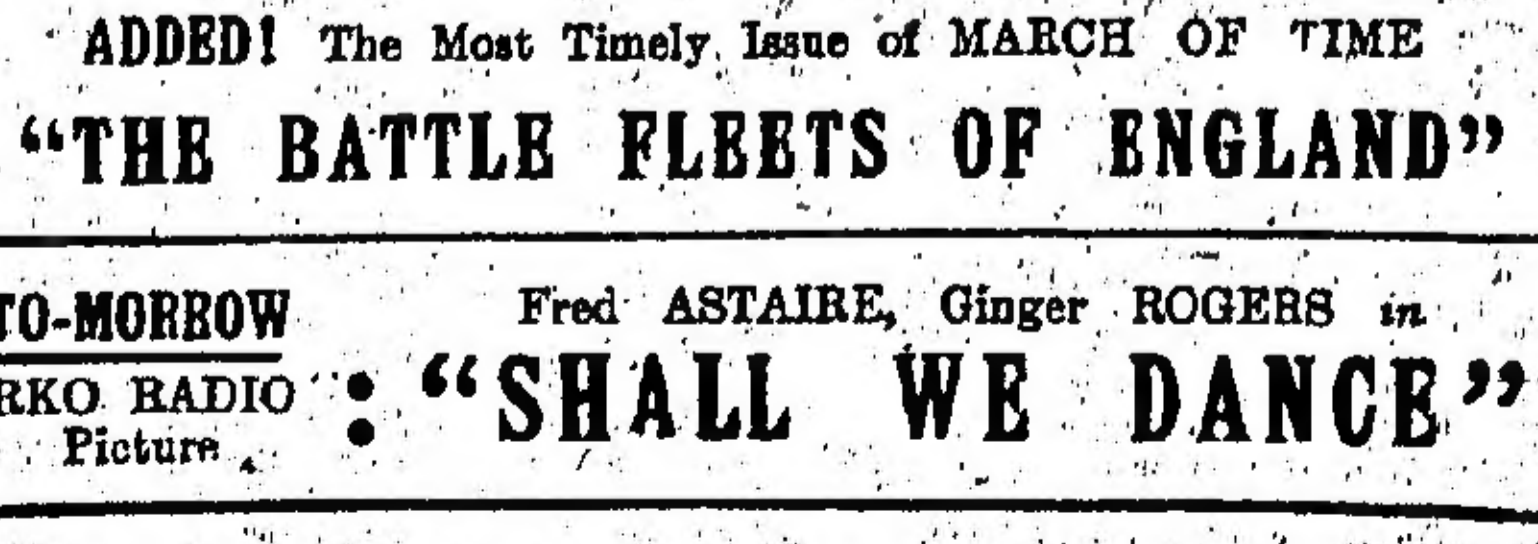 ADDED! The Most Timely Issue of MARCH OF TIME
"THE BATTLE FLEETS OF ENGLAND"
TO-MORROW
RKO RADIO
Picture
:
Fred ASTAIRE, Ginger ROGERS in
"SHALL WE DANCE"